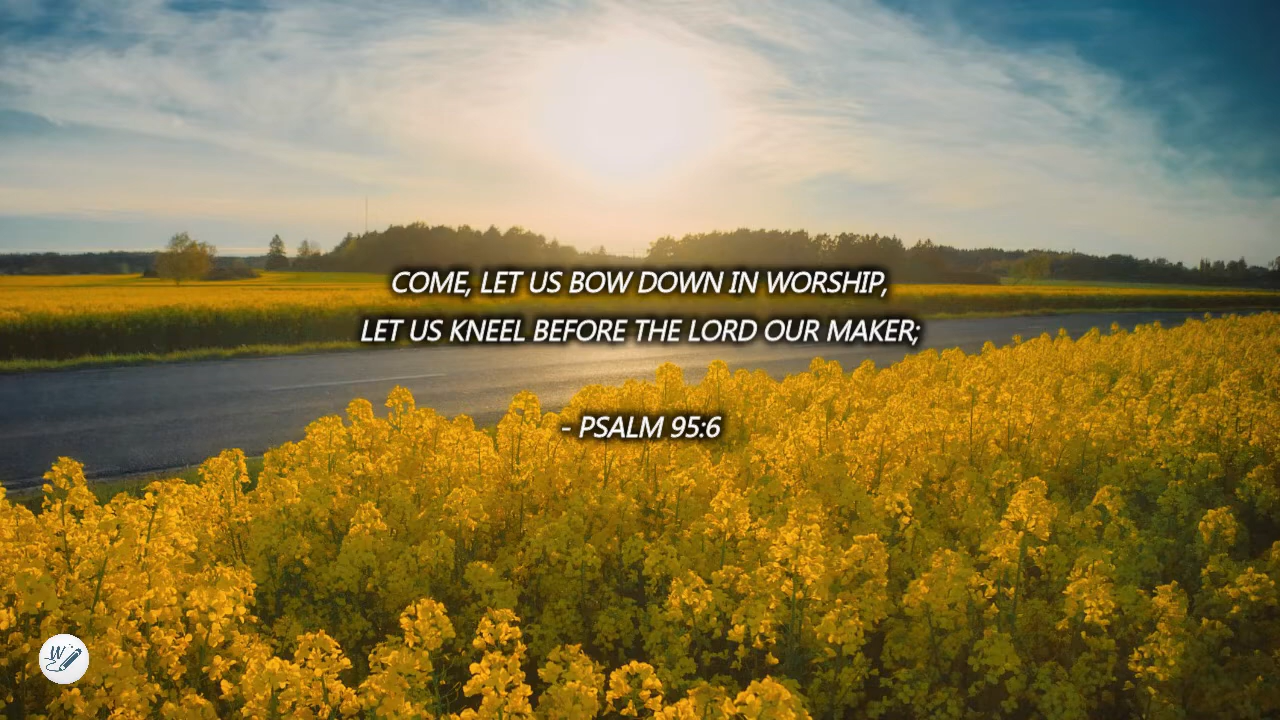 COME, LET US BOW DOWN IN WORSHIP,
LET US KNEEL BEFORE THE LORD OUR MAKER;
- PSALM 95:6
W